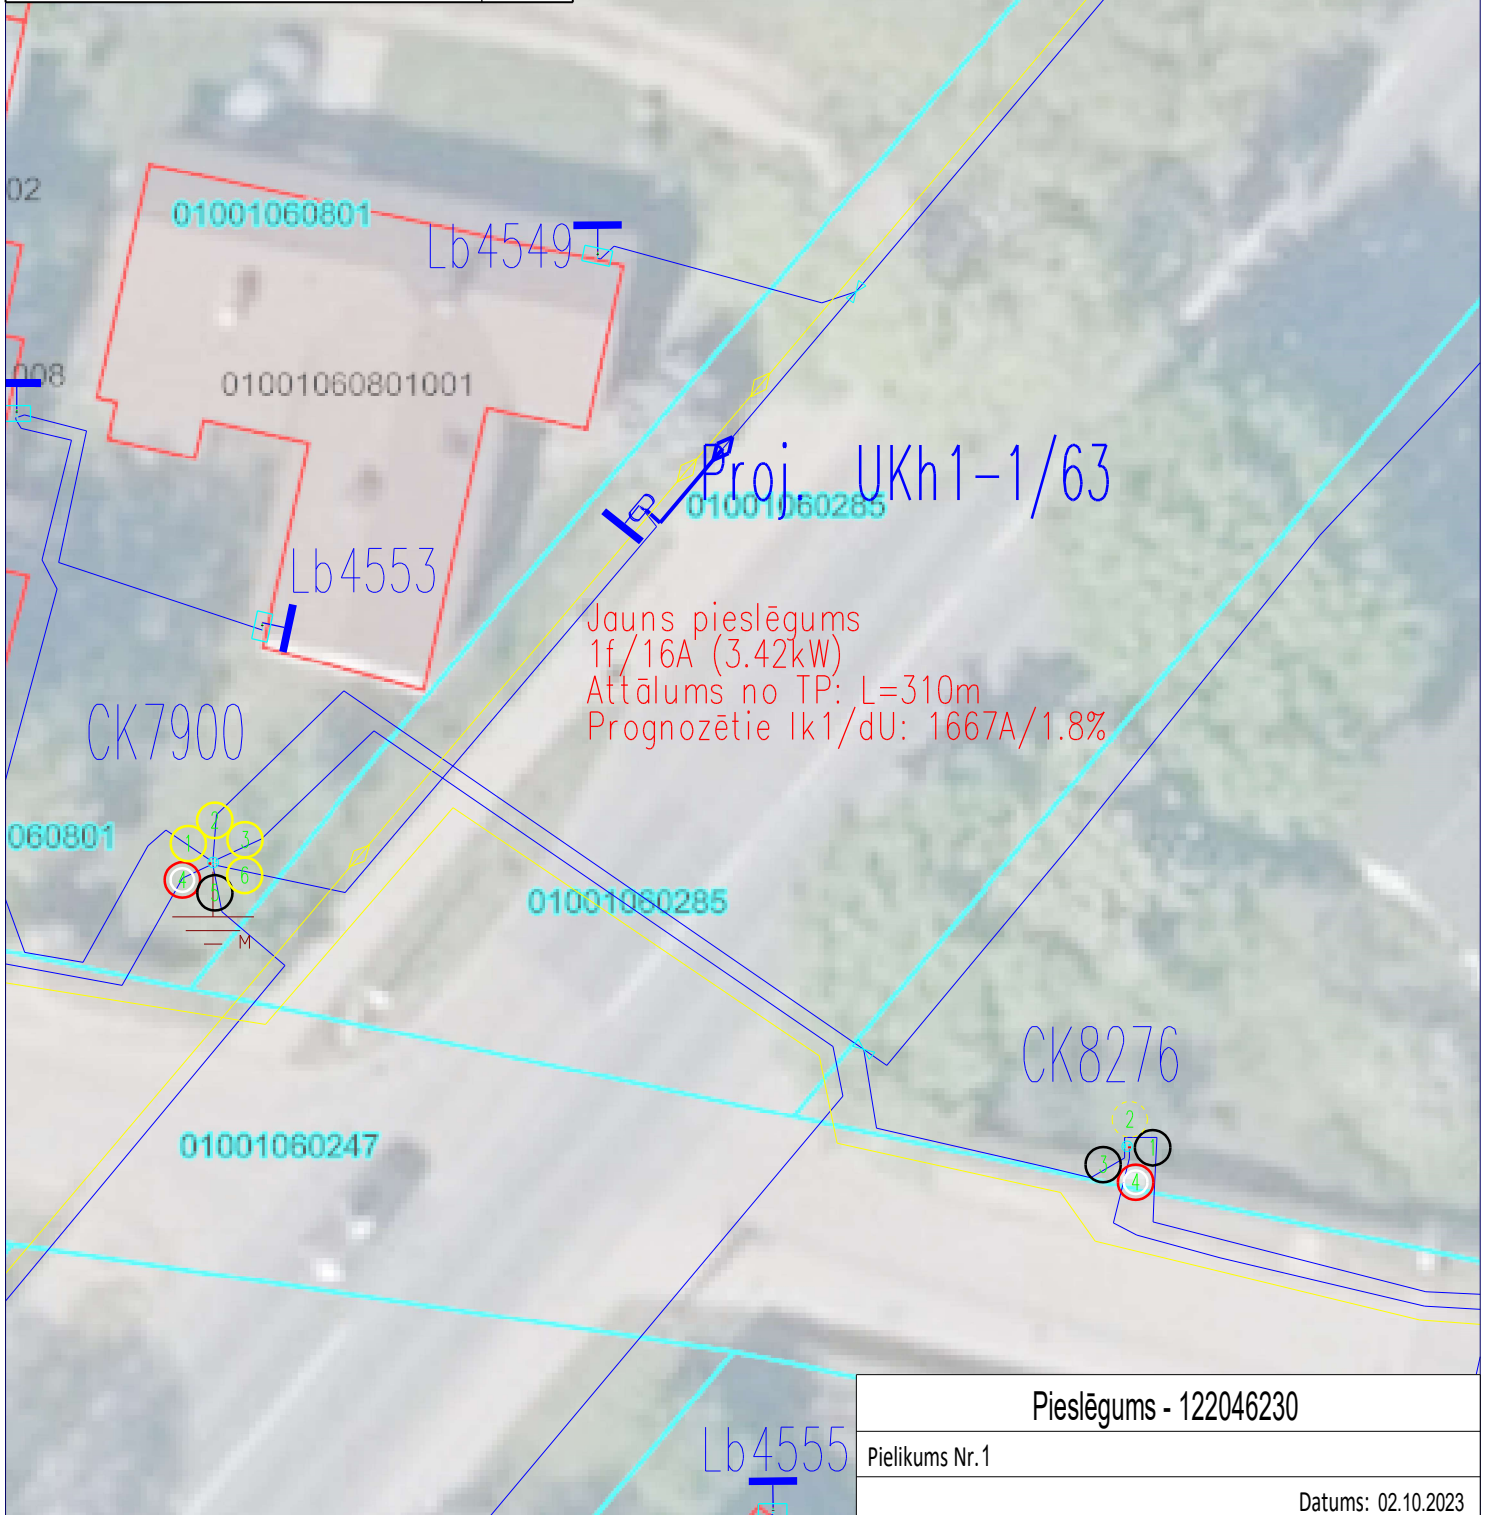 02
01001060801
Lb4549
008
01001060801001
Proj. UKh1-1/63
01001060285
Lb4553
Jauns pieslēgums
1f/16A (3.42kW)
Attālums no TP: L=310m
Prognozētie Ik1/dU: 1667A/1.8%
CK7900
2
1
3
060801
4
5
6
M
01001060285
CK8276
2
1
3
4
01001060247
Pieslēgums - 122046230
Lb4555
Pielikums Nr.1
Datums: 02.10.2023